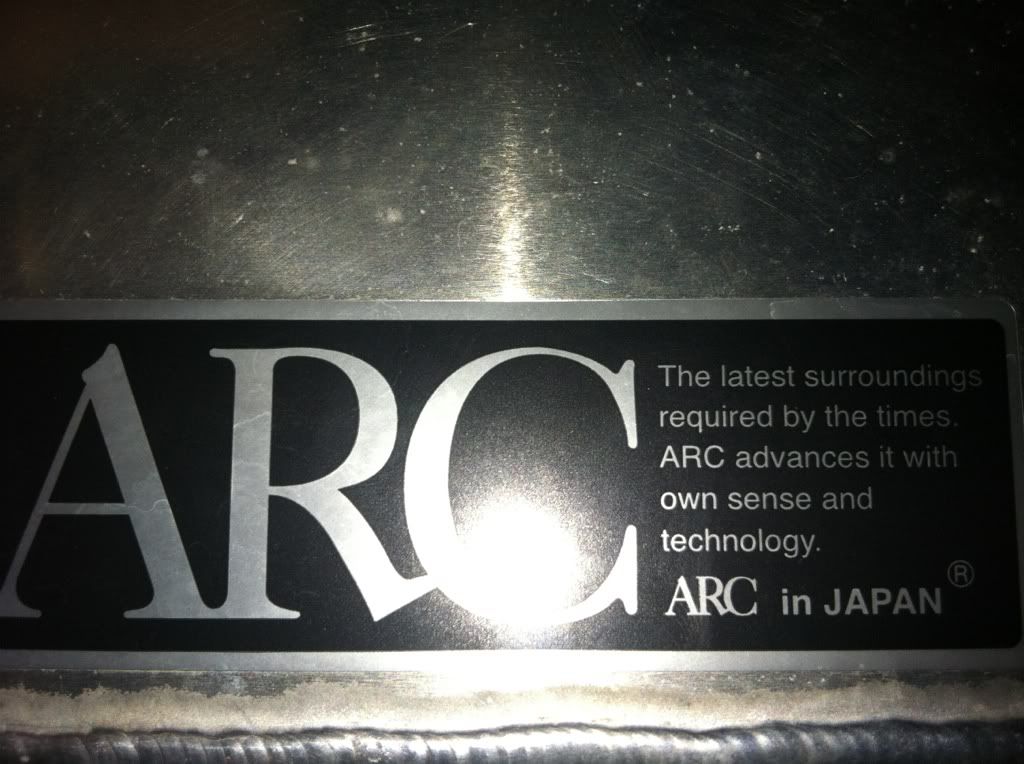 ARC
The latest surroundings
required by the times.
ARC advances it with
own sense and
technology.
ARC in JAPAN ®